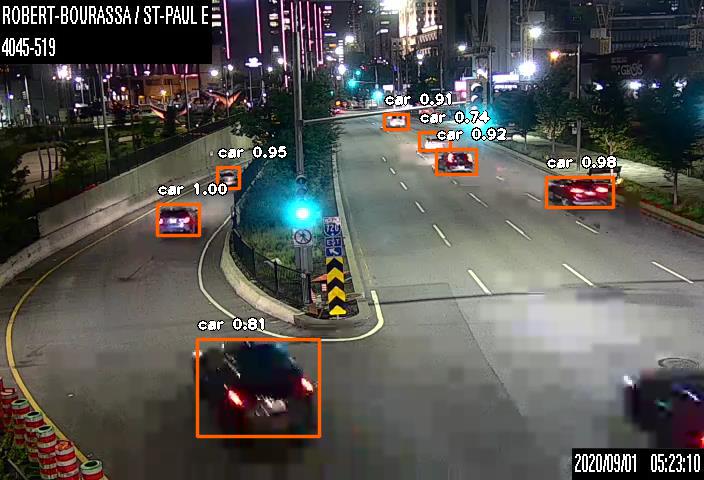 ROBERT-BOURASSA / ST-PAUL E
4045-519
car 0.91
car 0.74
car 0.92
car 0.95
car 0.98
car 1.00
EST
car 0.81
2020/09/01 05:23:10